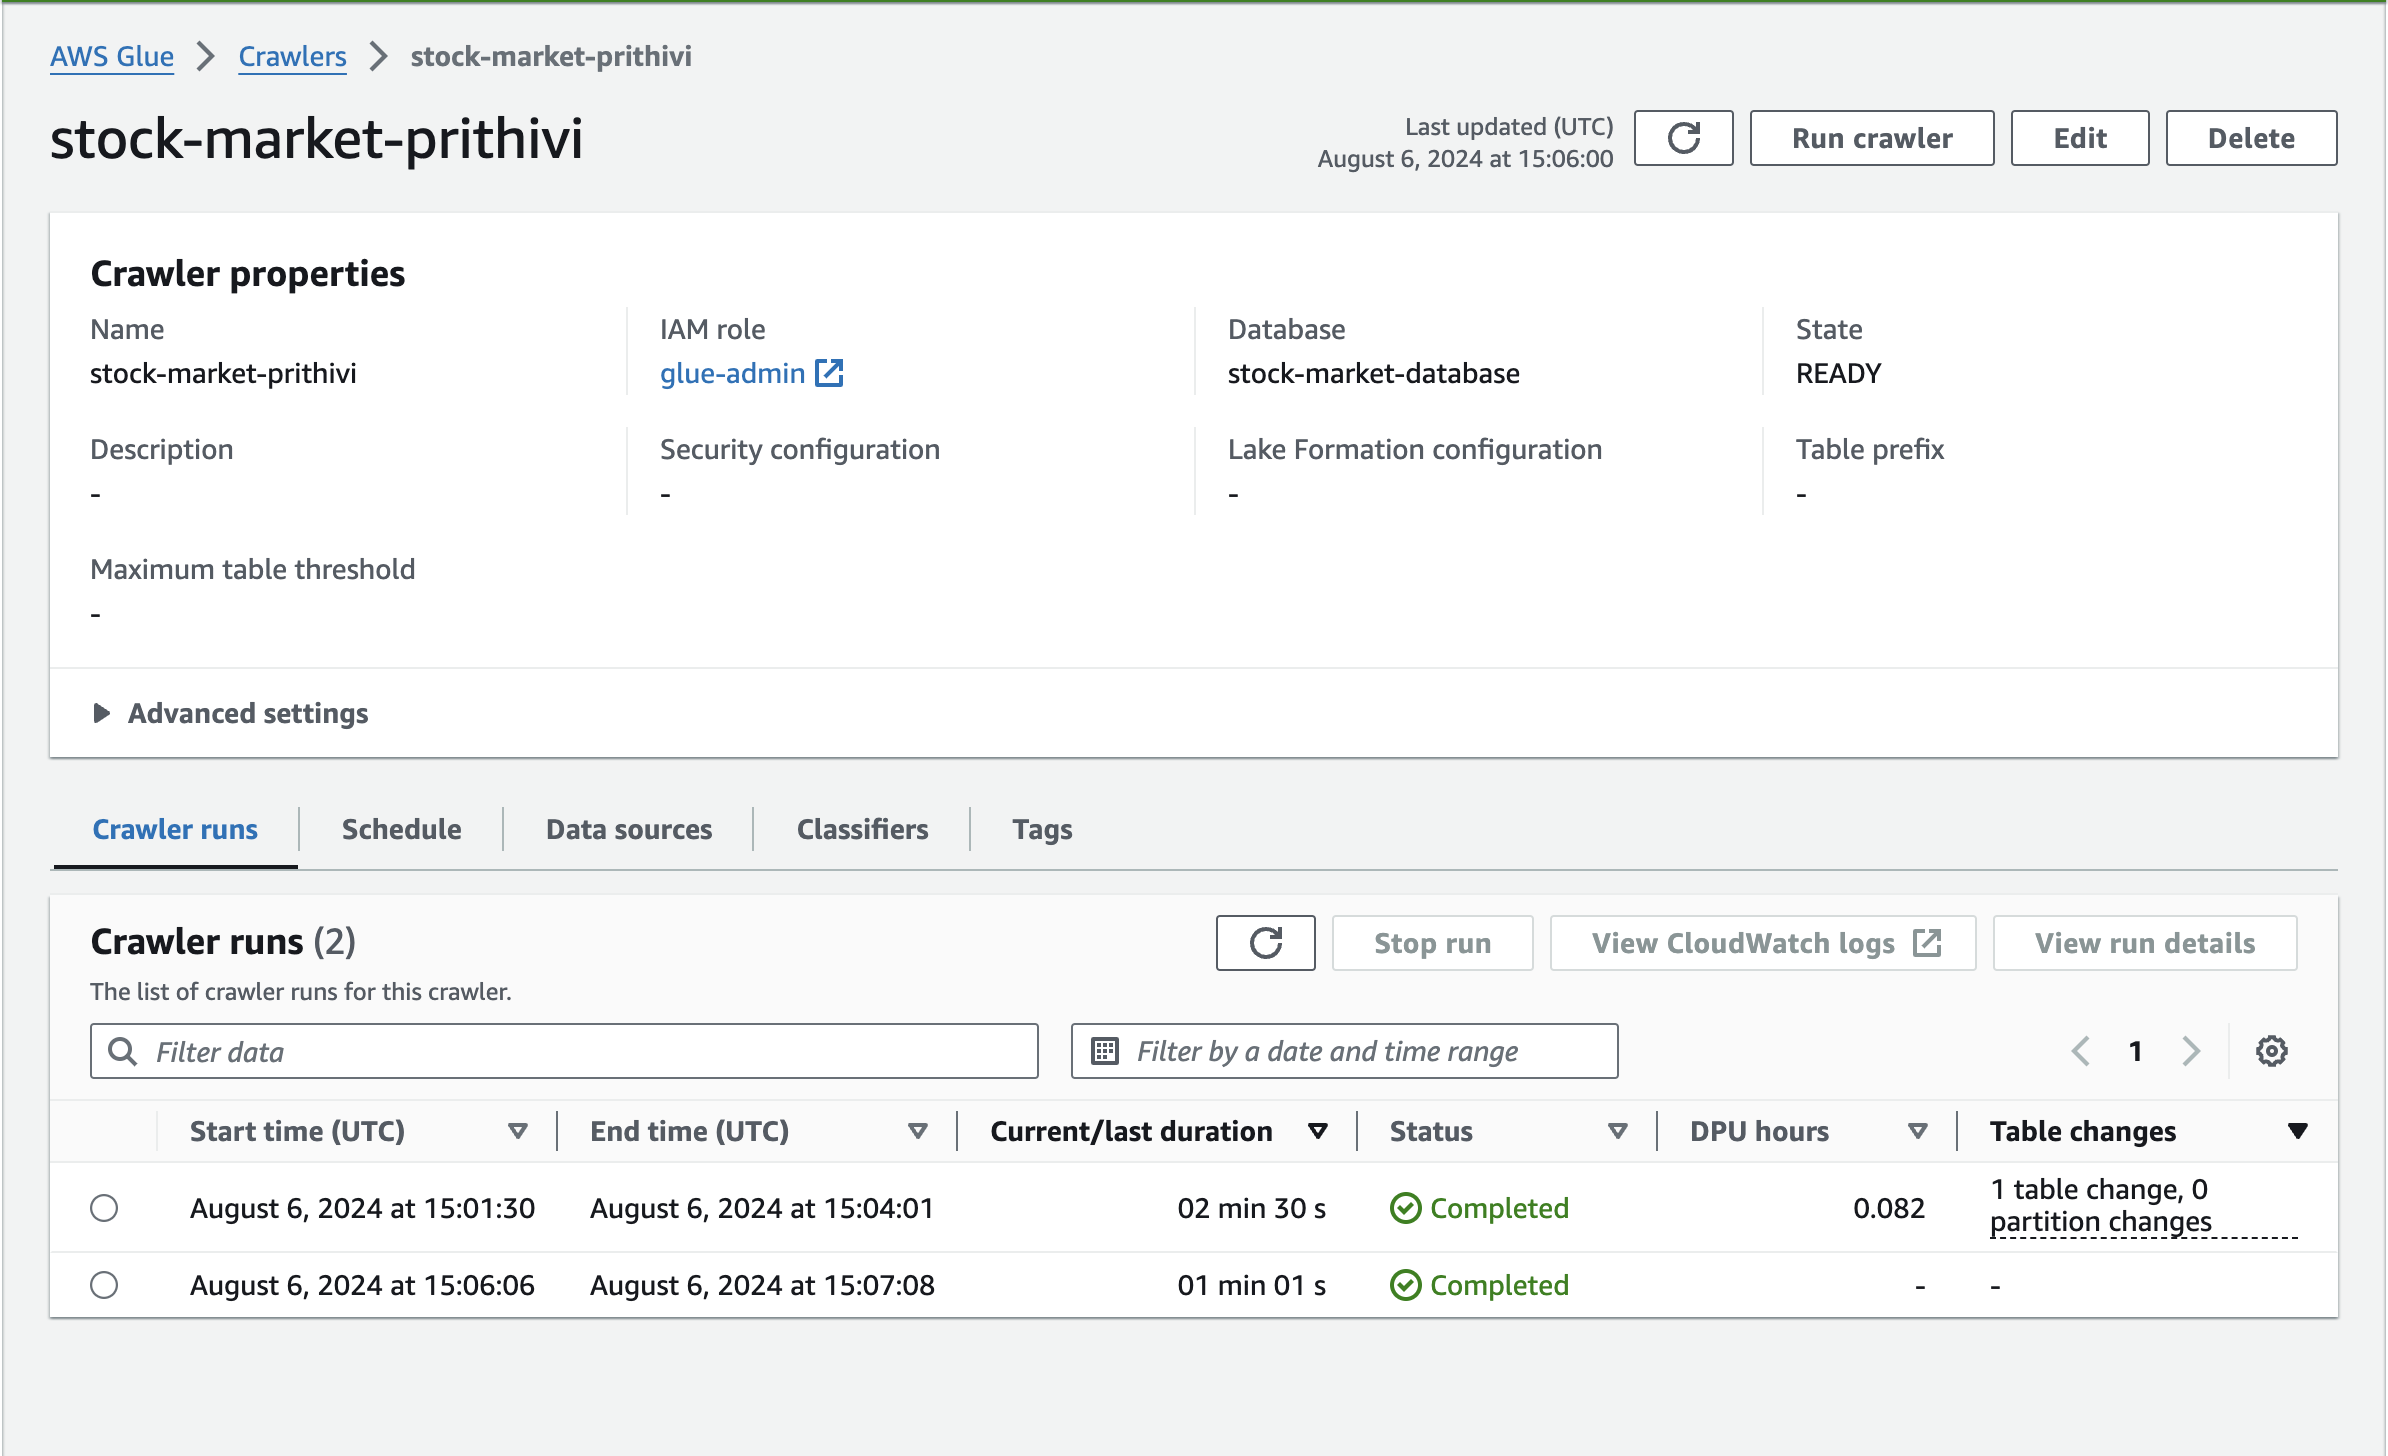 AWS Glue > Crawlers > stock-market-prithivi
stock-market-prithivi
Last updated (UTC)
August 6, 2024 at 15:06:00
Run crawler
Edit
Delete
Crawler properties
Name
stock-market-prithivi
IAM role
glue-admin
Database
stock-market-database
State
READY
Description
-
Security configuration
-
Lake Formation configuration
-
Table prefix
-
Maximum table threshold
-
Advanced settings
Crawler runs
Schedule
Data sources
Classifiers
Tags
Crawler runs (2)
The list of crawler runs for this crawler.
Stop run
View CloudWatch logs
View run details
Filter data
Filter by a date and time range
1
Start time (UTC)
End time (UTC)
Current/last duration
Status
DPU hours
Table changes
August 6, 2024 at 15:01:30
August 6, 2024 at 15:04:01
02 min 30 s
Completed
0.082
1 table change, 0
partition changes
August 6, 2024 at 15:06:06
August 6, 2024 at 15:07:08
01 min 01 s
Completed
-
-